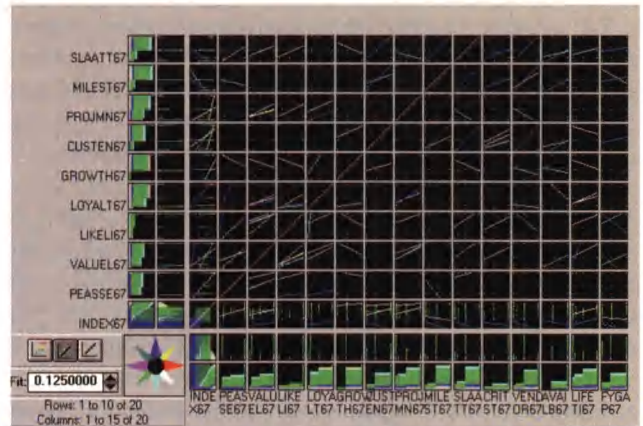 SLAATT67
MILEST67
PROJMN67
CUSTEN67
GROWTH67
LOYALT67
LIKELI67
VALUEL67
PEASSE67
INDEX67
Fit: 0.1250000
Rows: 1 to 10 of 20
Columns: 1 to 15 of 20
INDE PEAS VALU LIKE LOYA GROW CUST PROJ MILE SLAA CRIT VEND AVAI LIFE FYGA
X67 SE67 EL67 LI67 LT67 TH67 EN67 MN67 ST67 TT67 ST67 OR67 LB67 TI67 P67